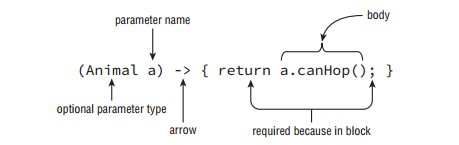 parameter name
body
(Animal a) -> { return a.canHop(); }
optional parameter type
arrow
required because in block